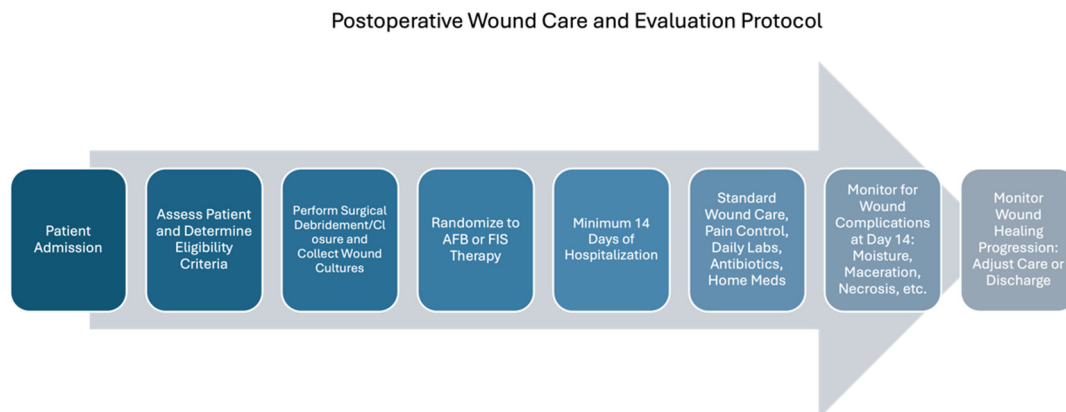 Postoperative Wound Care and Evaluation Protocol
Patient
Admission
Assess Patient
and Determine
Eligibility
Criteria
Perform Surgical
Debridement/Cl
osure and
Collect Wound
Cultures
Randomize to
AFB or FIS
Therapy
Minimum 14
Days of
Hospitalization
Standard
Wound Care,
Pain Control,
Daily Labs,
Antibiotics,
Home Meds
Monitor for
Wound
Complications
at Day 14:
Moisture,
Maceration,
Necrosis, etc.
Monitor
Wound
Healing
Progression:
Adjust Care or
Discharge